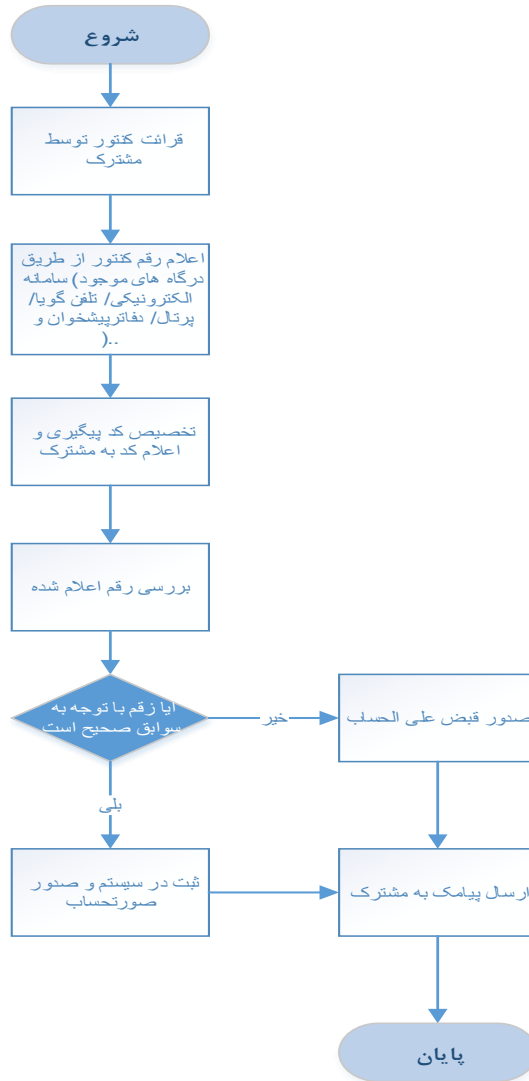 شروع
قرائت کنتور توسط
مشترک
اعلام رقم کنتور از طریق
درگاه های موجود) سامانه
الکترونیکی/ تلفن گویا/
پرتال/ دفاترپیشخوان و
..(
تخصیص کد پیگیری و
اعلام کد به مشترک
بررسی رقم اعلام شده
ایا زقم با توجه به
سوابق صحیح است
خیر
صدور قبض علی الحساب
بلی
ثبت در سیستم و صدور
صورتحساب
ارسال پیامک به مشترک
پایان